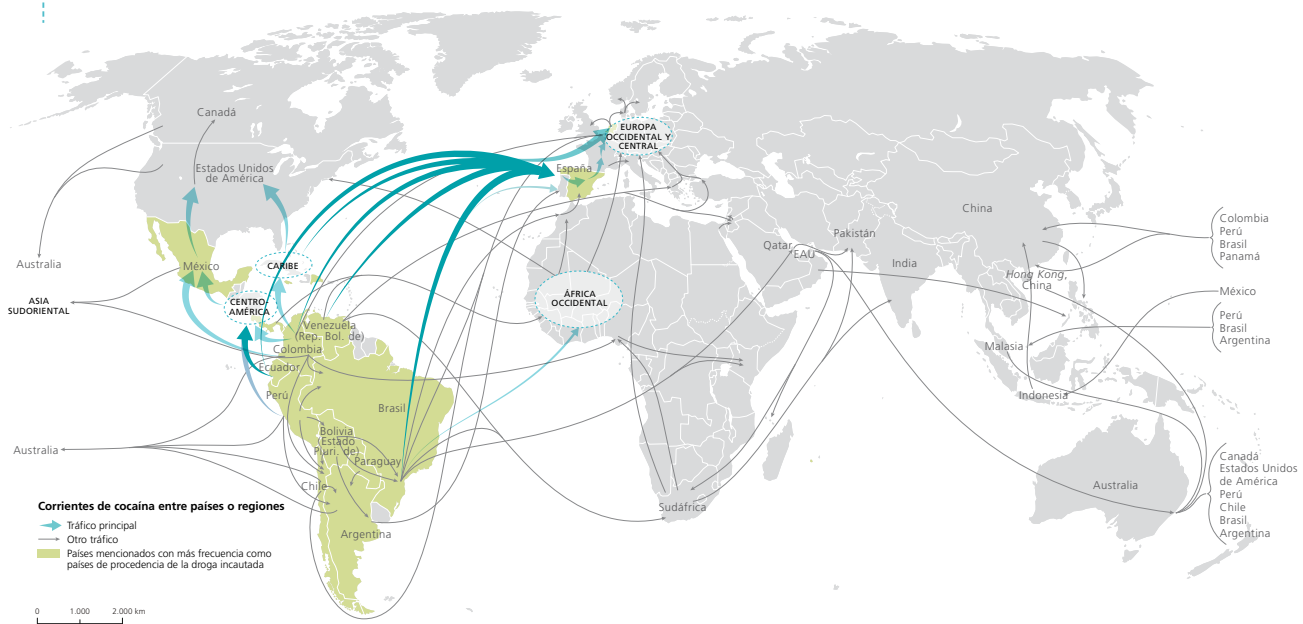 Canadá
Estados Unidos
de América
México
CARIBE
CENTRO-
AMÉRICA
Australia
ASIA
SUDORIENTAL
Venezuela
(Rep. Bol. de)
Colombia
Ecuador
Perú
Brasil
Bolivia
(Estado
Pluri. de)
Paraguay
Chile
Argentina
Australia
EUROPA
OCCIDENTAL Y
CENTRAL
España
ÁFRICA
OCCIDENTAL
Sudáfrica
Qatar
EAU
Pakistán
India
China
Hong Kong,
China
Malasia
Indonesia
Australia
Colombia
Perú
Brasil
Panamá
México
Perú
Brasil
Argentina
Canadá
Estados Unidos
de América
Perú
Chile
Brasil
Argentina
Corrientes de cocaína entre países o regiones
Tráfico principal
Otro tráfico
Países mencionados con más frecuencia como
países de procedencia de la droga incautada
0 1.000 2.000 km